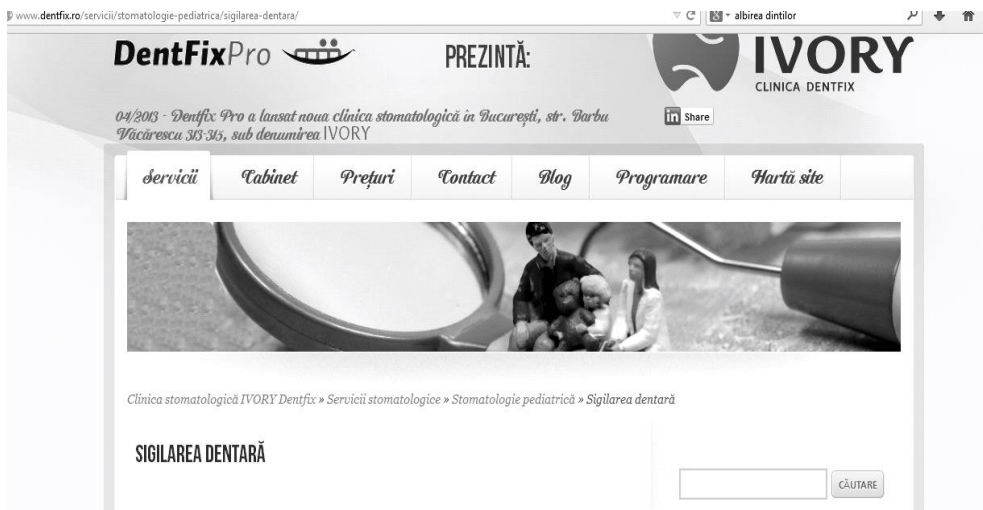 www.dentfix.ro/servicii/stomatologie-pediatrica/sigilarea-dentara/
albirea dintilor
DentFixPro
PREZINTĂ:
IVORY
CLINICA DENTFIX
04/2013 - Dentfix Pro a lansat noua clinica stomatologică în București, str. Barbu
Văcărescu 313-315, sub denumirea IVORY
in Share
Servicii
Cabinet
Prețuri
Contact
Blog
Programare
Hartă site
Clinica stomatologică IVORY Dentfix » Servicii stomatologice » Stomatologie pediatrică » Sigilarea dentară
SIGILAREA DENTARĂ
CĂUTARE